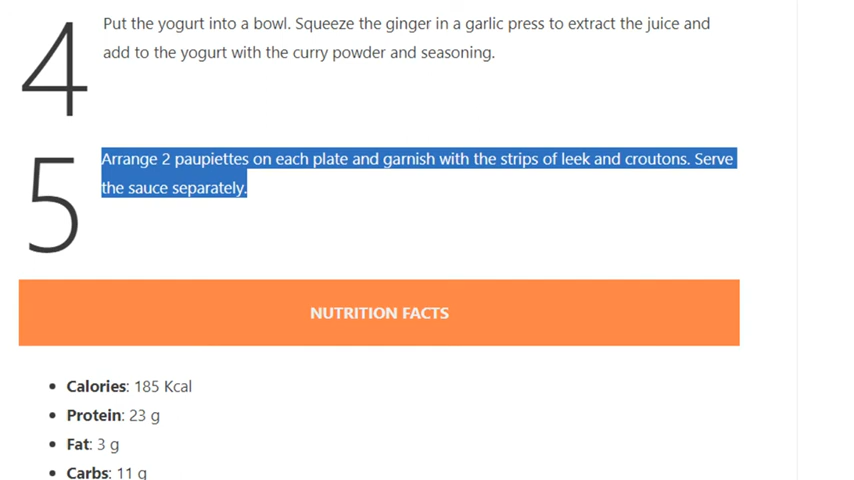 4
Put the yogurt into a bowl. Squeeze the ginger in a garlic press to extract the juice and
add to the yogurt with the curry powder and seasoning.
5
Arrange 2 paupiettes on each plate and garnish with the strips of leek and croutons. Serve
the sauce separately.
NUTRITION FACTS
• Calories: 185 Kcal
• Protein: 23 g
• Fat: 3 g
• Carbs: 11 g